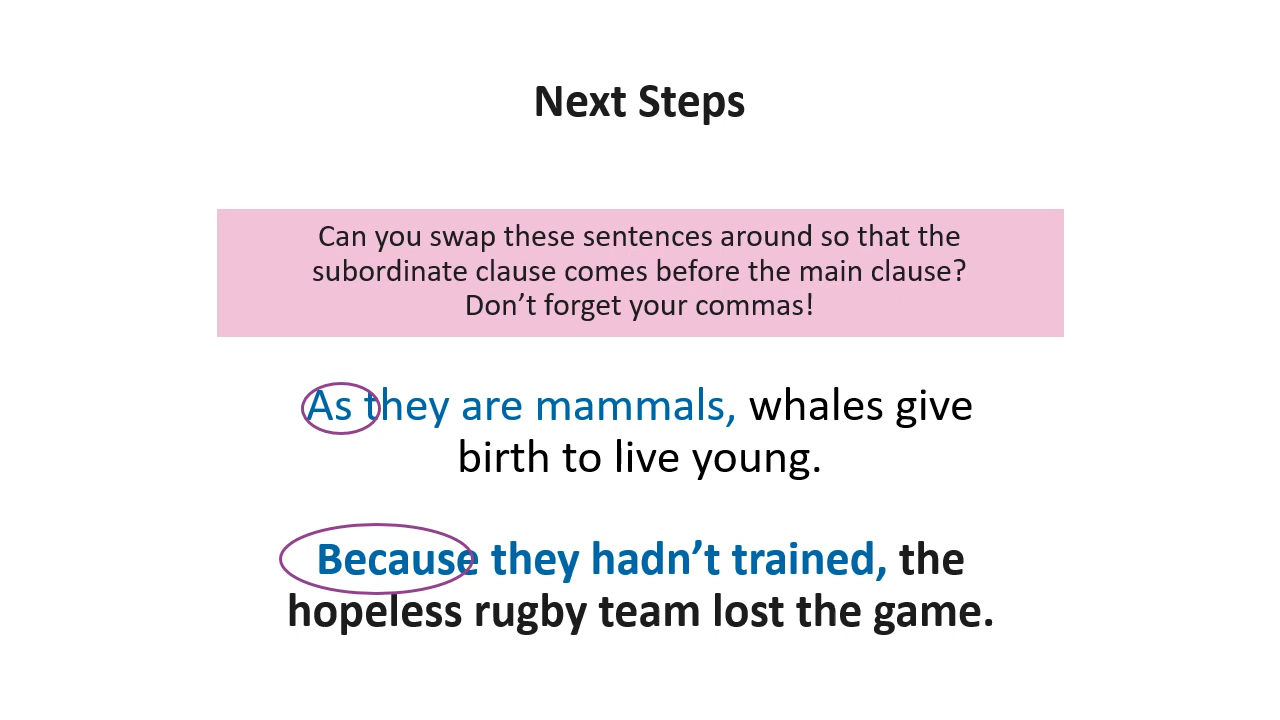 Next Steps
Can you swap these sentences around so that the
subordinate clause comes before the main clause?
Don’t forget your commas!
As they are mammals, whales give
birth to live young.
Because they hadn’t trained, the
hopeless rugby team lost the game.